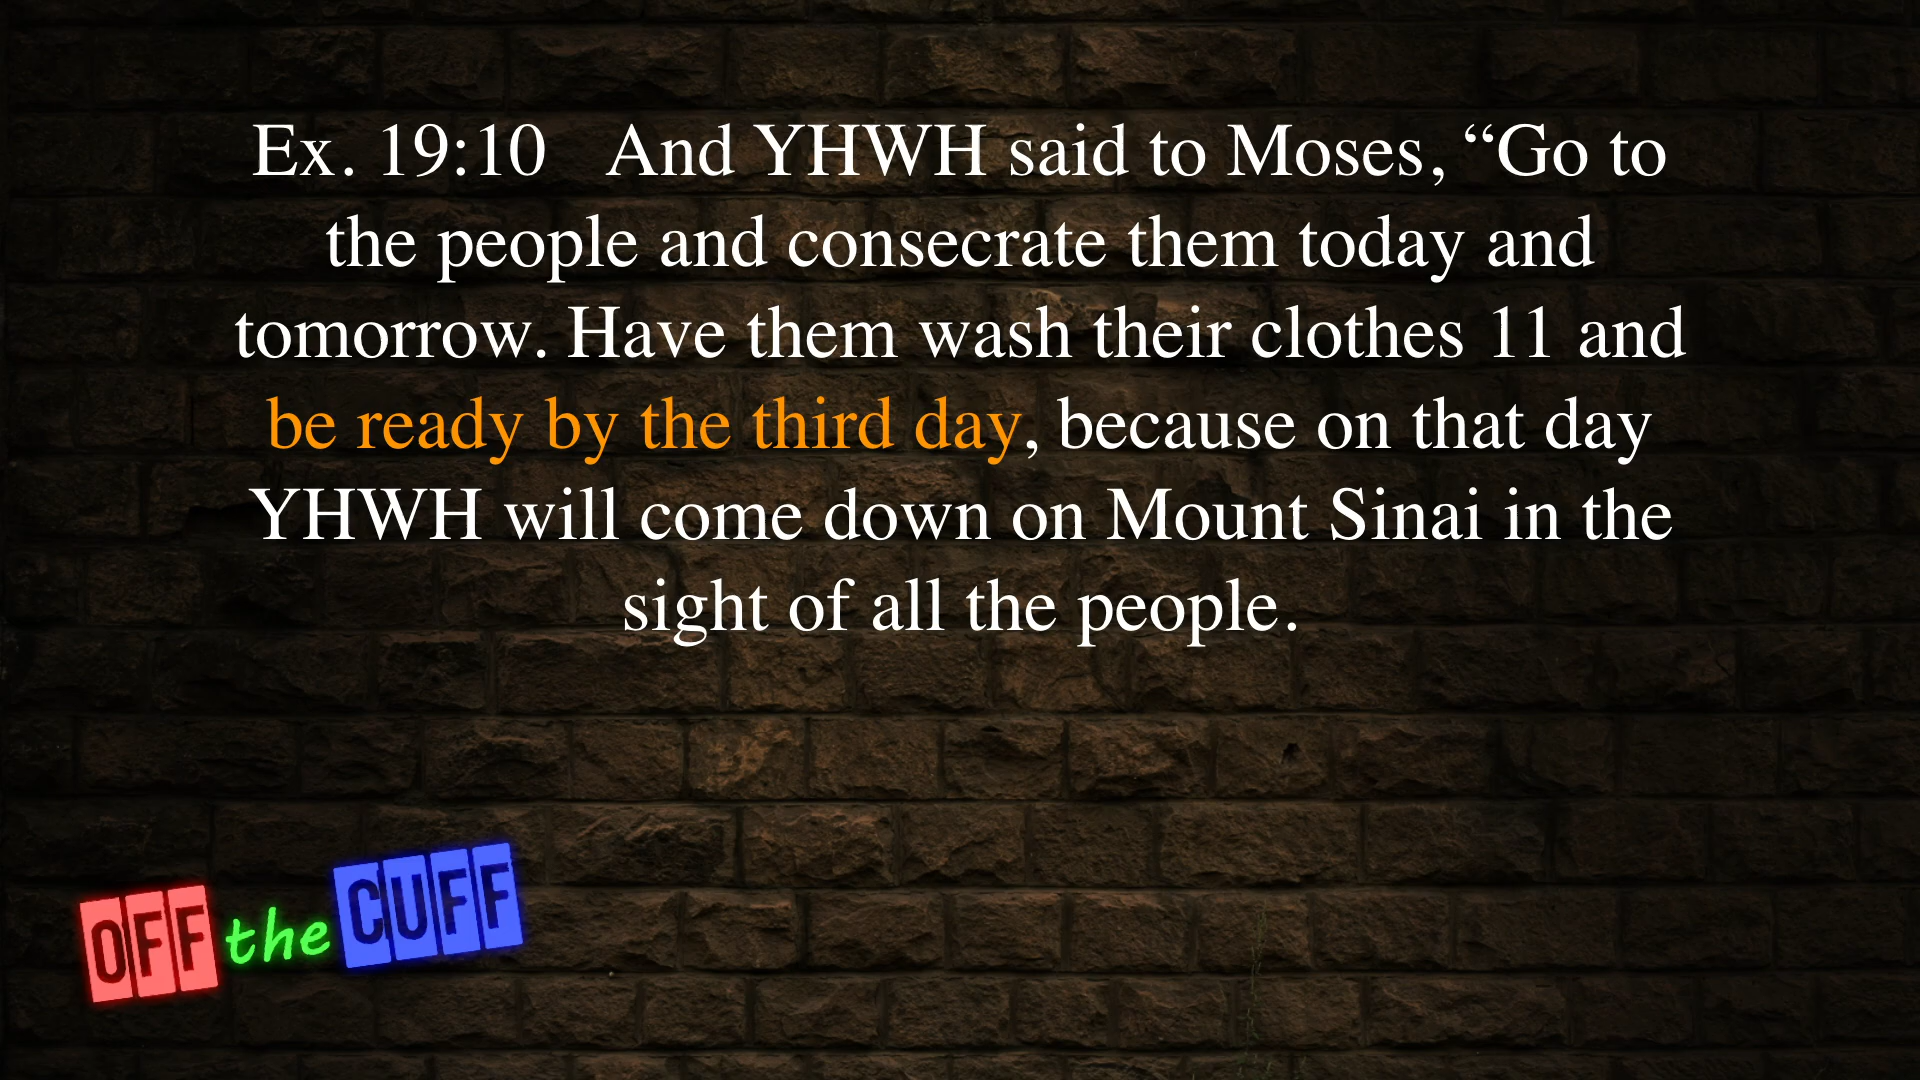 Ex. 19:10   And YHWH said to Moses, “Go to
the people and consecrate them today and
tomorrow. Have them wash their clothes 11 and
be ready by the third day, because on that day
YHWH will come down on Mount Sinai in the
sight of all the people.
OFF the CUFF